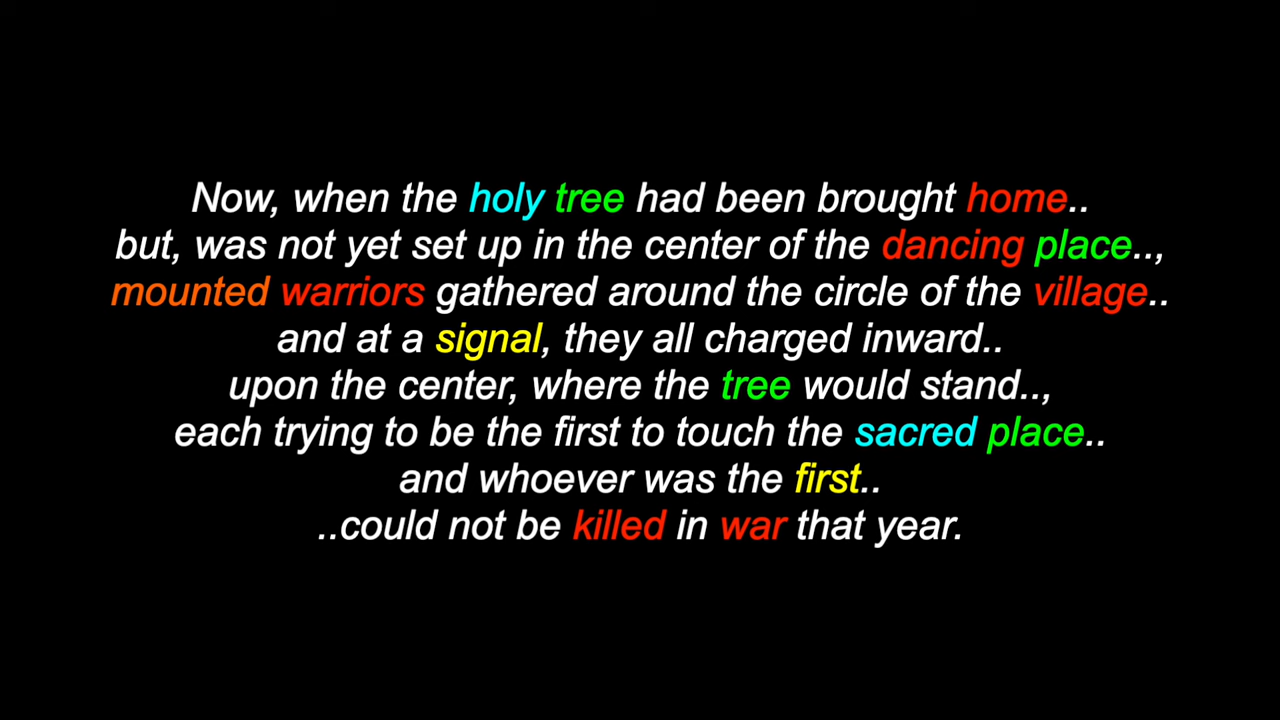 Now, when the holy tree had been brought home..
but, was not yet set up in the center of the dancing place..,
mounted warriors gathered around the circle of the village..
and at a signal, they all charged inward..
upon the center, where the tree would stand..,
each trying to be the first to touch the sacred place..
and whoever was the first..
..could not be killed in war that year.